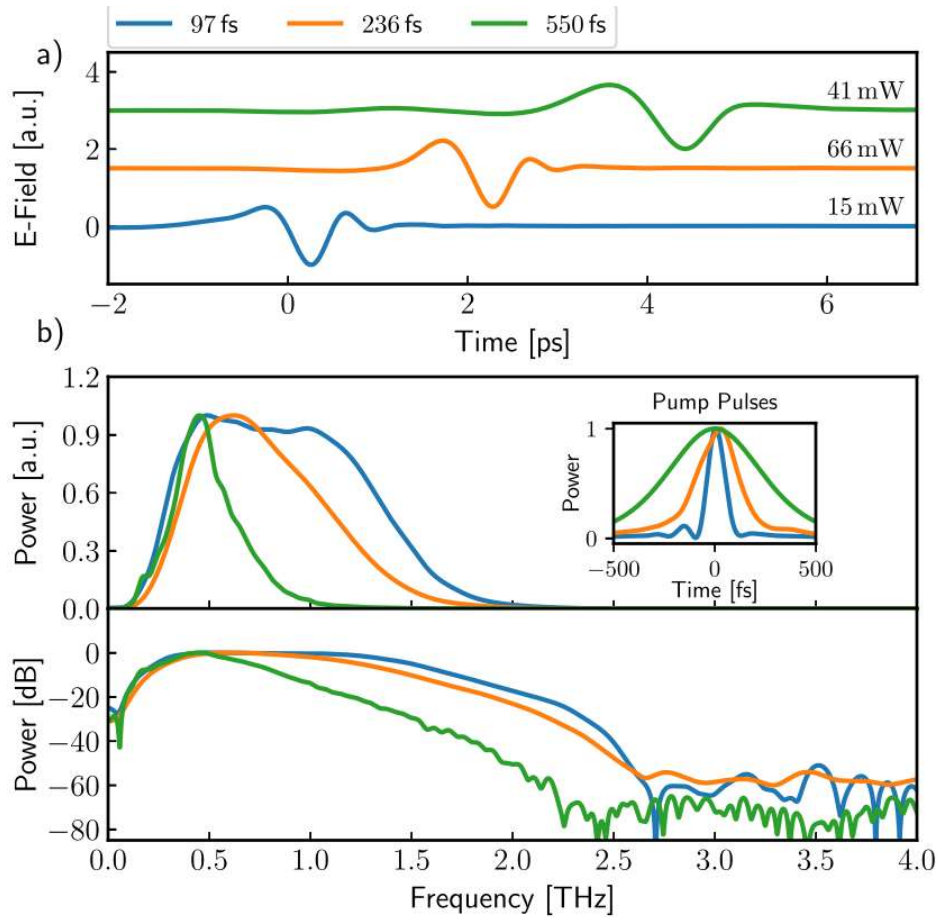 97 fs 236 fs 550 fs
a)
E-Field [a.u.]
4
2
0
41 mW
66 mW
15 mW
−2 0 2 4 6
Time [ps]
b)
Power [a.u.]
1.2
0.9
0.6
0.3
0.0
Pump Pulses
Power
1
0
−500 0 500
Time [fs]
Power [dB]
0
−20
−40
−60
−80
0.0 0.5 1.0 1.5 2.0 2.5 3.0 3.5 4.0
Frequency [THz]